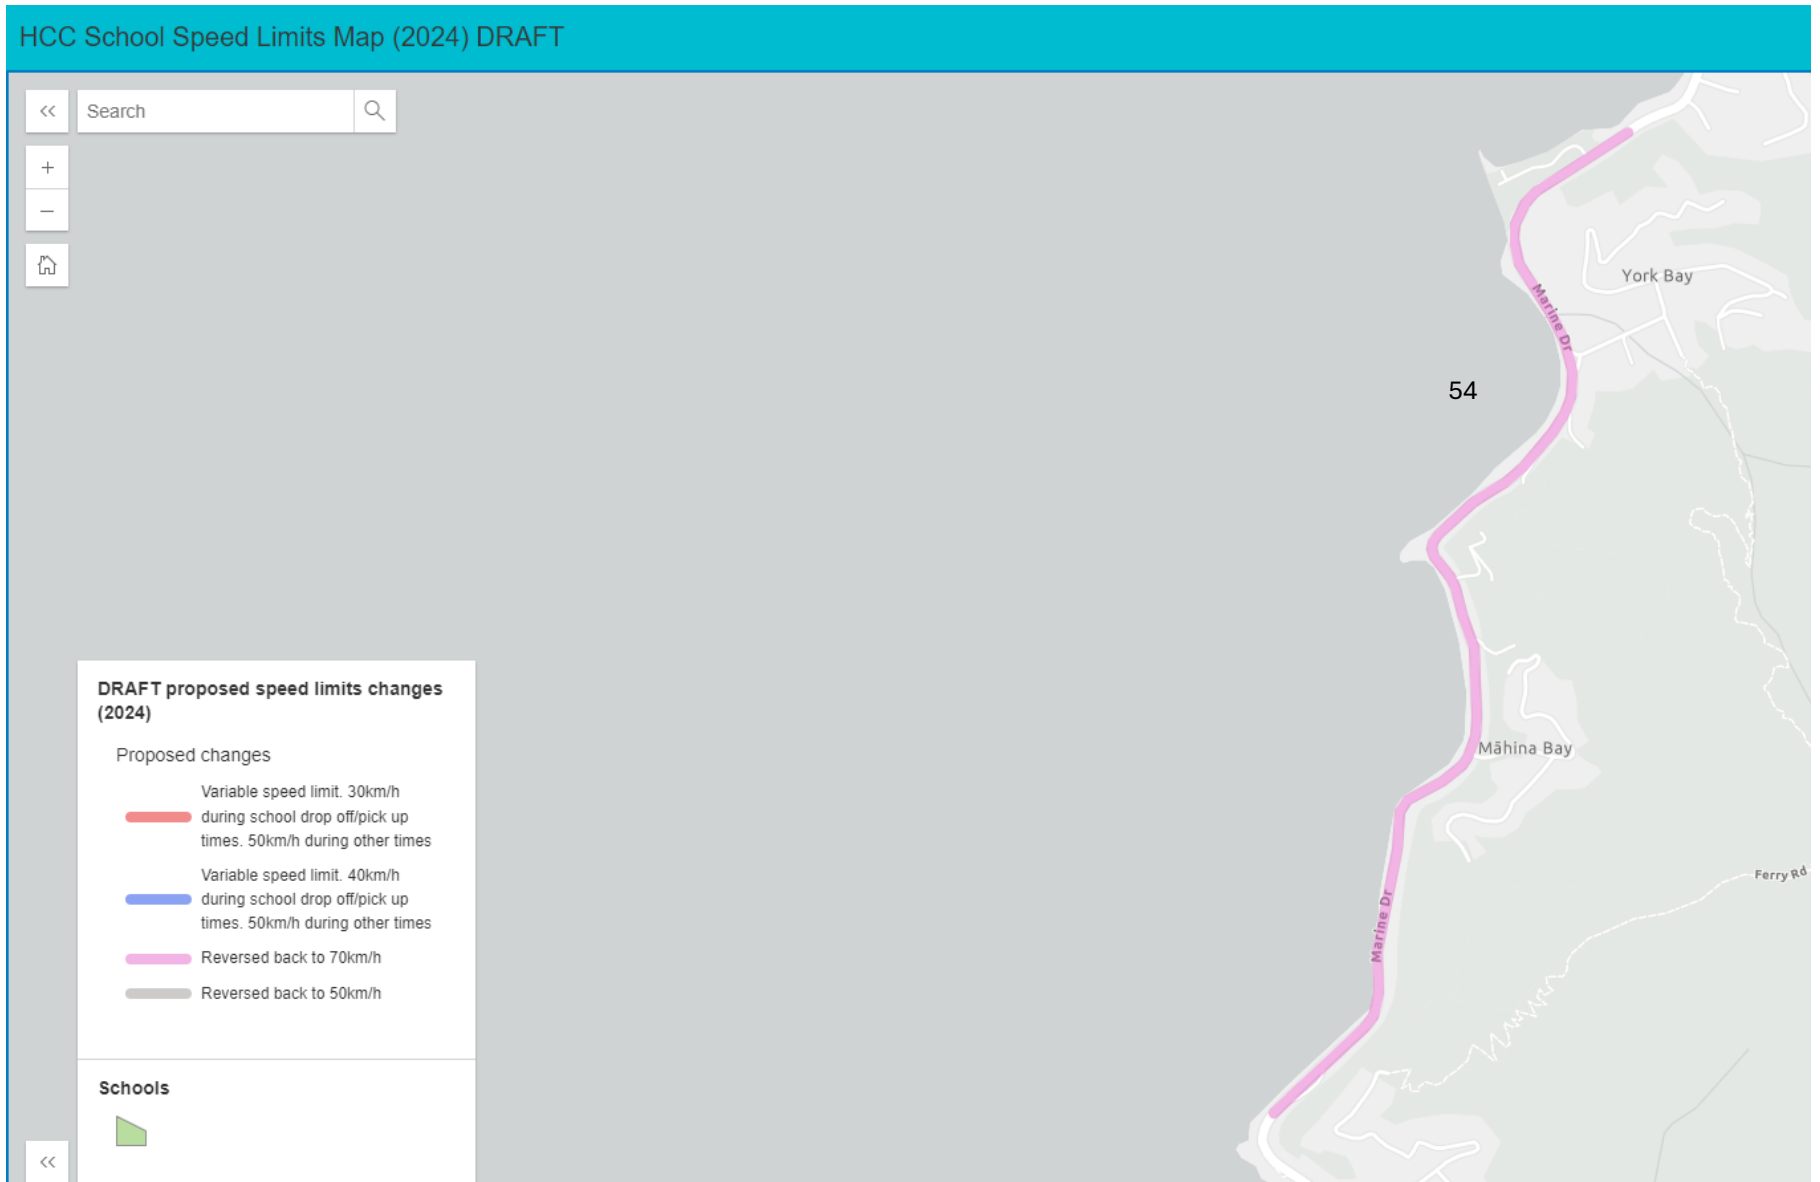 HCC School Speed Limits Map (2024) DRAFT
Search
York Bay
Marine Dr
54
DRAFT proposed speed limits changes
(2024)
Proposed changes
Variable speed limit. 30km/h
during school drop off/pick up
times. 50km/h during other times
Variable speed limit. 40km/h
during school drop off/pick up
times. 50km/h during other times
Reversed back to 70km/h
Reversed back to 50km/h
Schools
Māhina Bay
Ferry Rd
Marine Dr